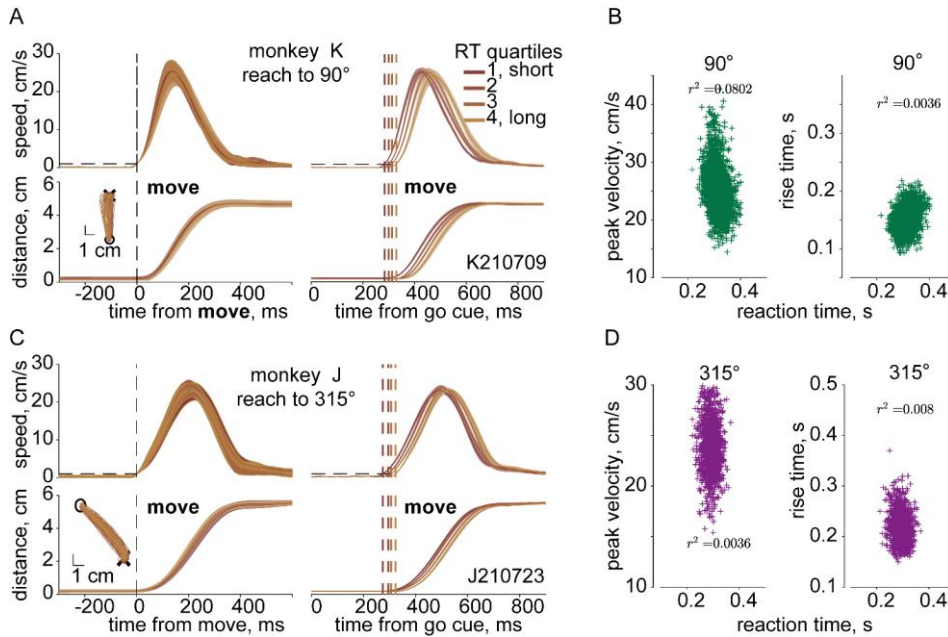 A
monkey K
reach to 90°
RT quartiles
1, short
2
3
4, long
speed, cm/s
30
20
10
0
distance, cm
6
4
2
0
move
1 cm
move
K210709
-200 0 200 400
0 200 400 600 800
time from move, ms
time from go cue, ms
B
90°
r² =0.0802
peak velocity, cm/s
40
30
20
10
0.2 0.4
90°
r² =0.0036
rise time, s
0.3
0.2
0.1
0.2 0.4
reaction time, s
C
monkey J
reach to 315°
speed, cm/s
30
20
10
0
distance, cm
6
4
2
0
move
1 cm
move
J210723
-200 0 200 400
0 200 400 600 800
time from move, ms
time from go cue, ms
D
315°
peak velocity, cm/s
30
20
10
r² =0.0036
0.2 0.4
315°
r² =0.008
rise time, s
0.5
0.4
0.3
0.2
0.1
0.2 0.4
reaction time, s